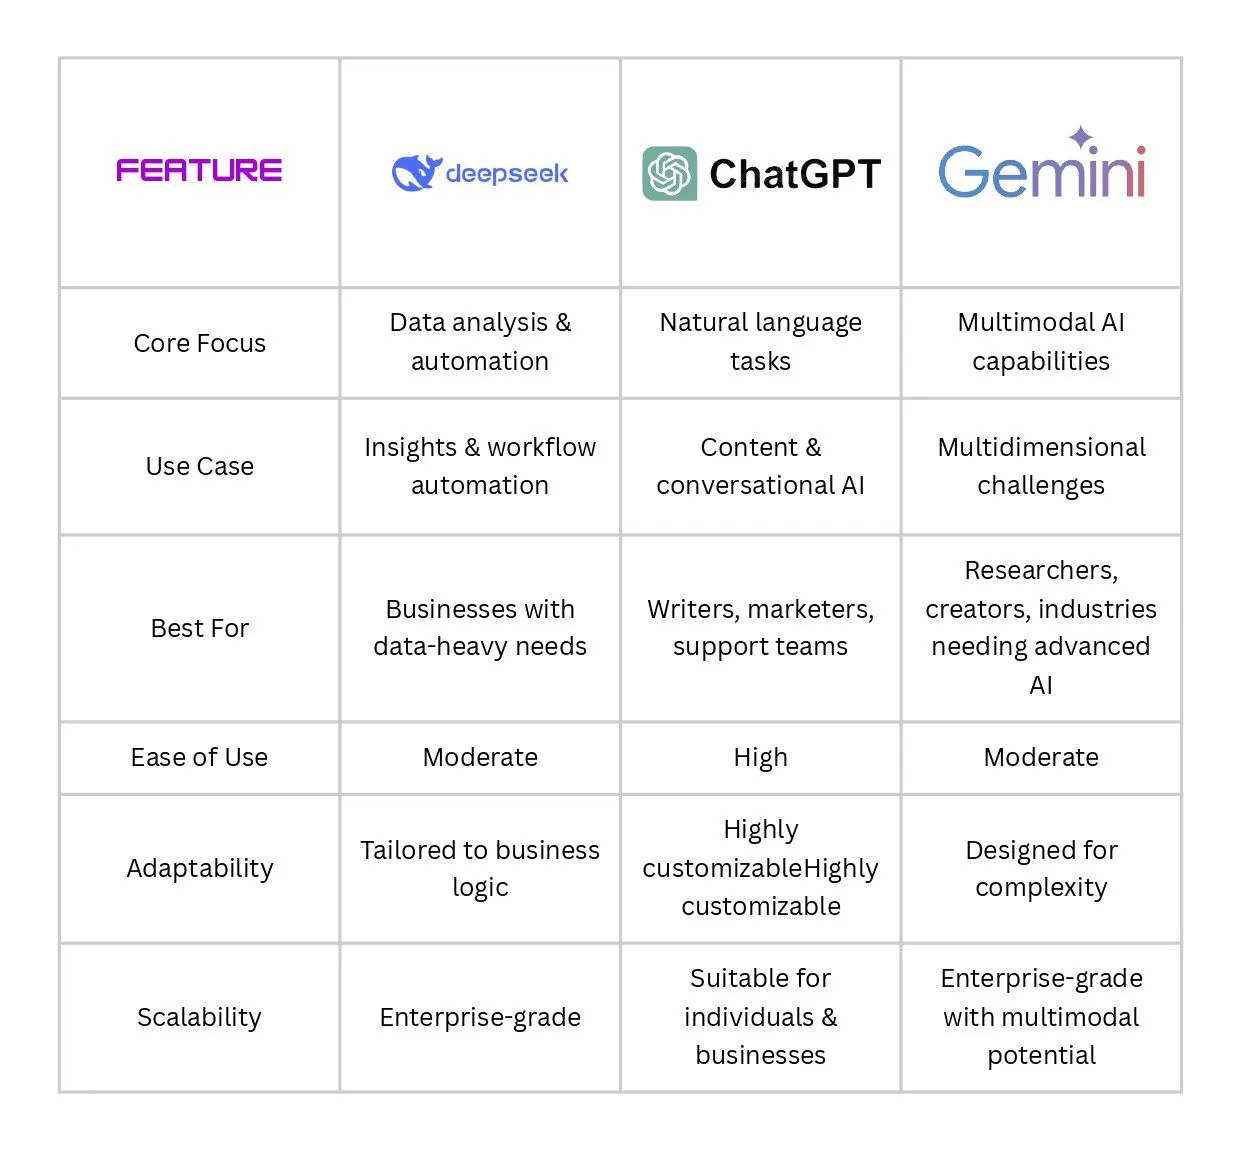 FEATURE
deepseek
ChatGPT
Gemini
Core Focus
Data analysis &
automation
Natural language
tasks
Multimodal AI
capabilities
Use Case
Insights & workflow
automation
Content &
conversational AI
Multidimensional
challenges
Best For
Businesses with
data-heavy needs
Writers, marketers,
support teams
Researchers,
creators, industries
needing advanced
AI
Ease of Use
Moderate
High
Moderate
Adaptability
Tailored to business
logic
Highly
customizableHighly
customizable
Designed for
complexity
Scalability
Enterprise-grade
Suitable for
individuals &
businesses
Enterprise-grade
with multimodal
potential